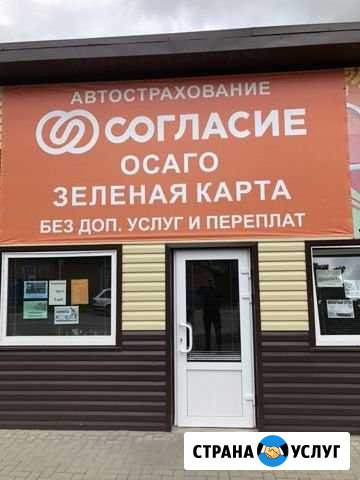 АВТОСТРАХОВАНИЕ
СОГЛАСИЕ
ОСАГО
ЗЕЛЕНАЯ КАРТА
БЕЗ ДОП. УСЛУГ И ПЕРЕПЛАТ
СТРАНА УСЛУГ